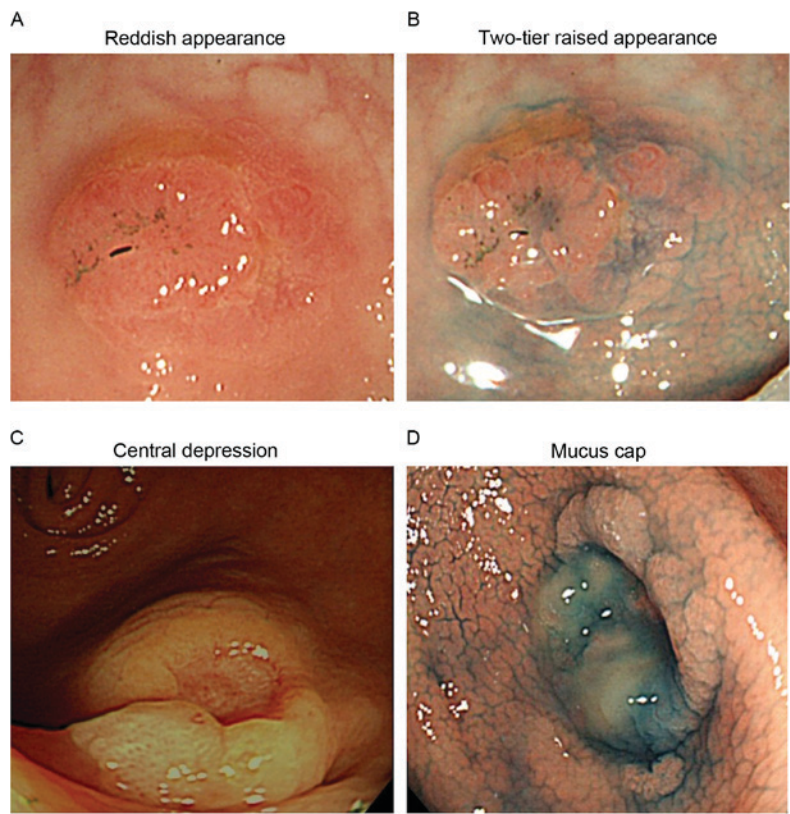 A
Reddish appearance
B
Two-tier raised appearance
C
Central depression
D
Mucus cap